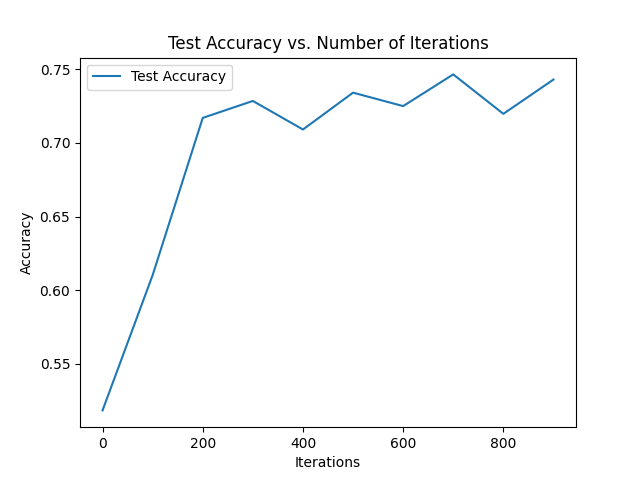 Test Accuracy vs. Number of Iterations
Test Accuracy
0.75
0.70
0.65
0.60
0.55
Accuracy
0 200 400 600 800
Iterations